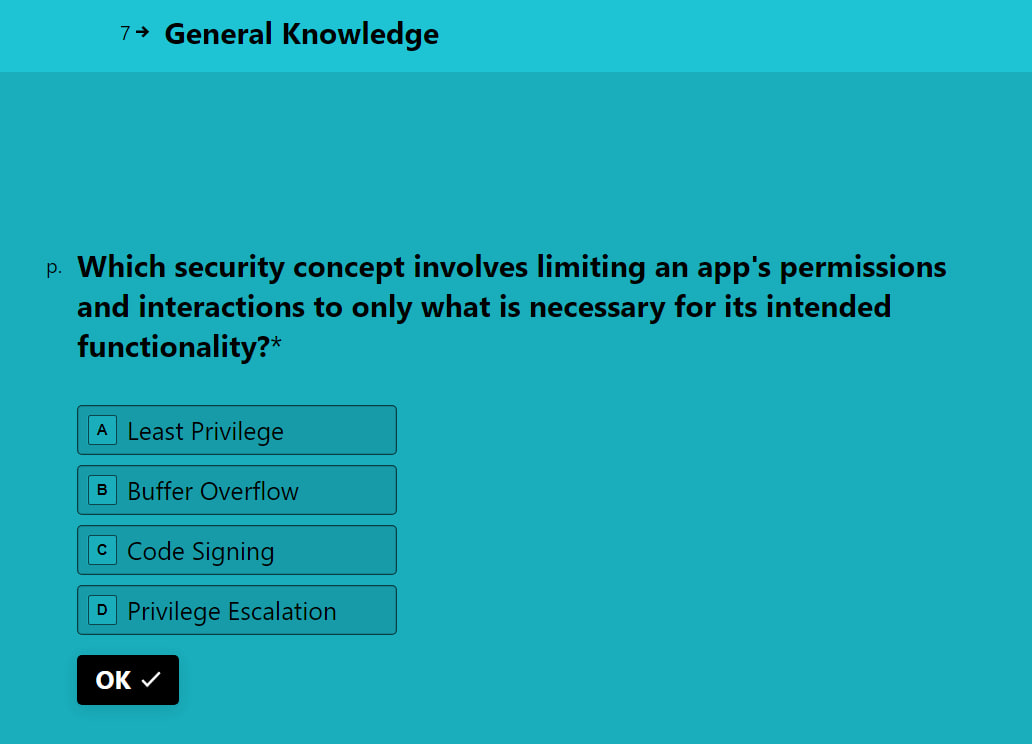 7→ General Knowledge
p. Which security concept involves limiting an app's permissions
and interactions to only what is necessary for its intended
functionality?*
A Least Privilege
B Buffer Overflow
C Code Signing
D Privilege Escalation
OK ✓